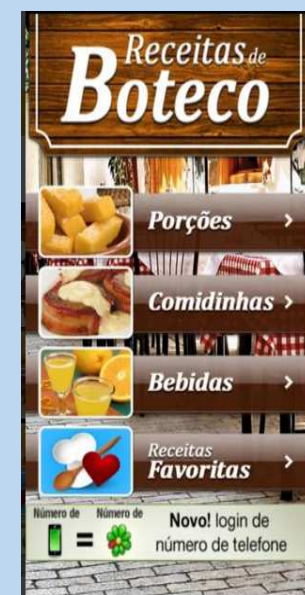 Receitas de
Boteco
Porções
Comidinhas
Bebidas
Receitas
Favoritas
Número de Número de
=
Novo! login de
número de telefone